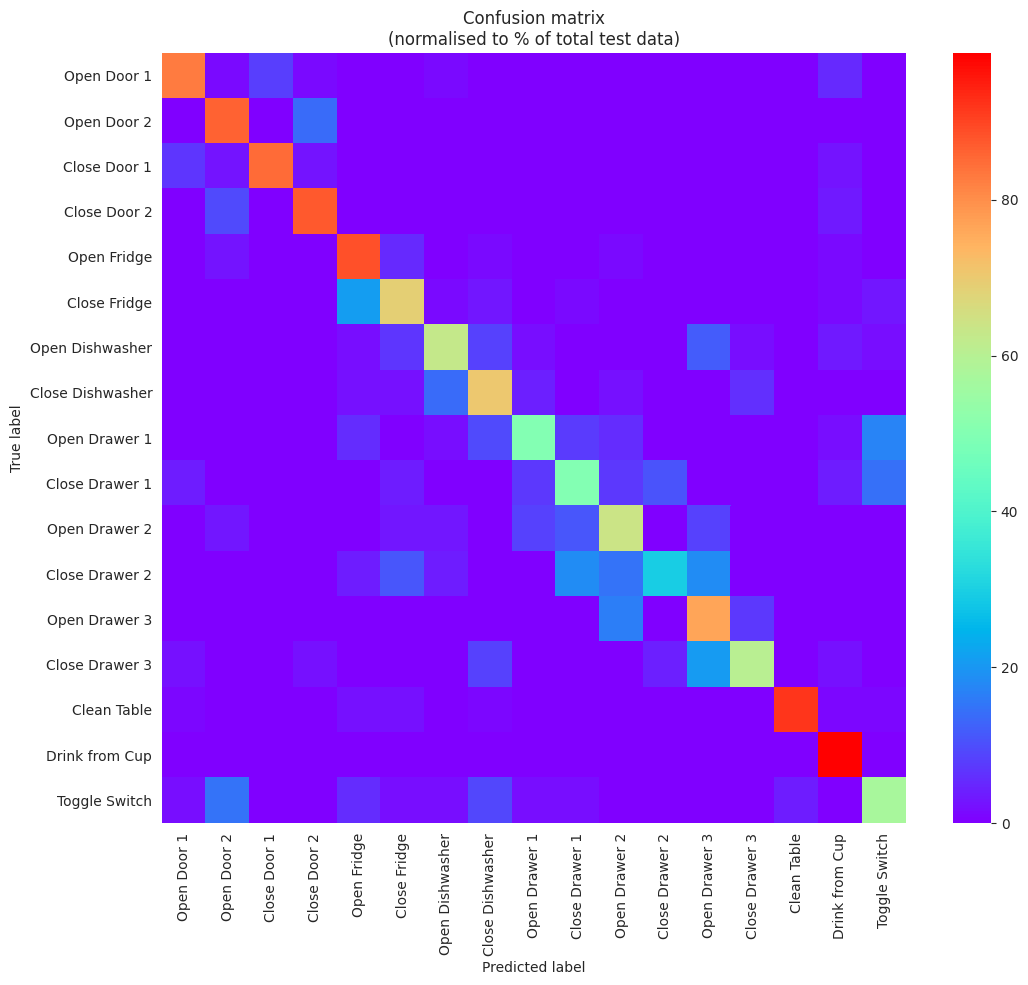 Confusion matrix
(normalised to % of total test data)
True label
Open Door 1
Open Door 2
Close Door 1
Close Door 2
Open Fridge
Close Fridge
Open Dishwasher
Close Dishwasher
Open Drawer 1
Close Drawer 1
Open Drawer 2
Close Drawer 2
Open Drawer 3
Close Drawer 3
Clean Table
Drink from Cup
Toggle Switch
Open Door 1
Open Door 2
Close Door 1
Close Door 2
Open Fridge
Close Fridge
Open Dishwasher
Close Dishwasher
Open Drawer 1
Close Drawer 1
Open Drawer 2
Close Drawer 2
Open Drawer 3
Close Drawer 3
Clean Table
Drink from Cup
Toggle Switch
Predicted label
80
60
40
20
0